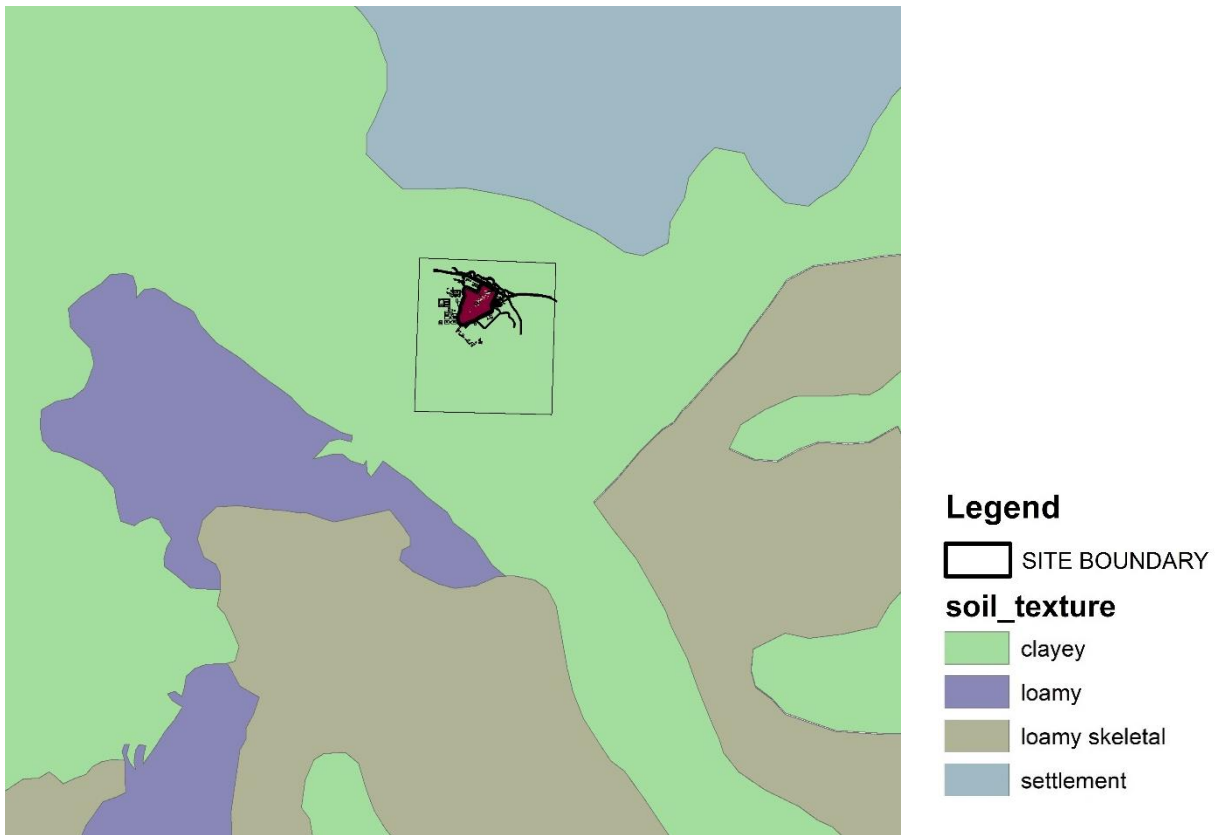 Legend
SITE BOUNDARY
soil_texture
clayey
loamy
loamy skeletal
settlement